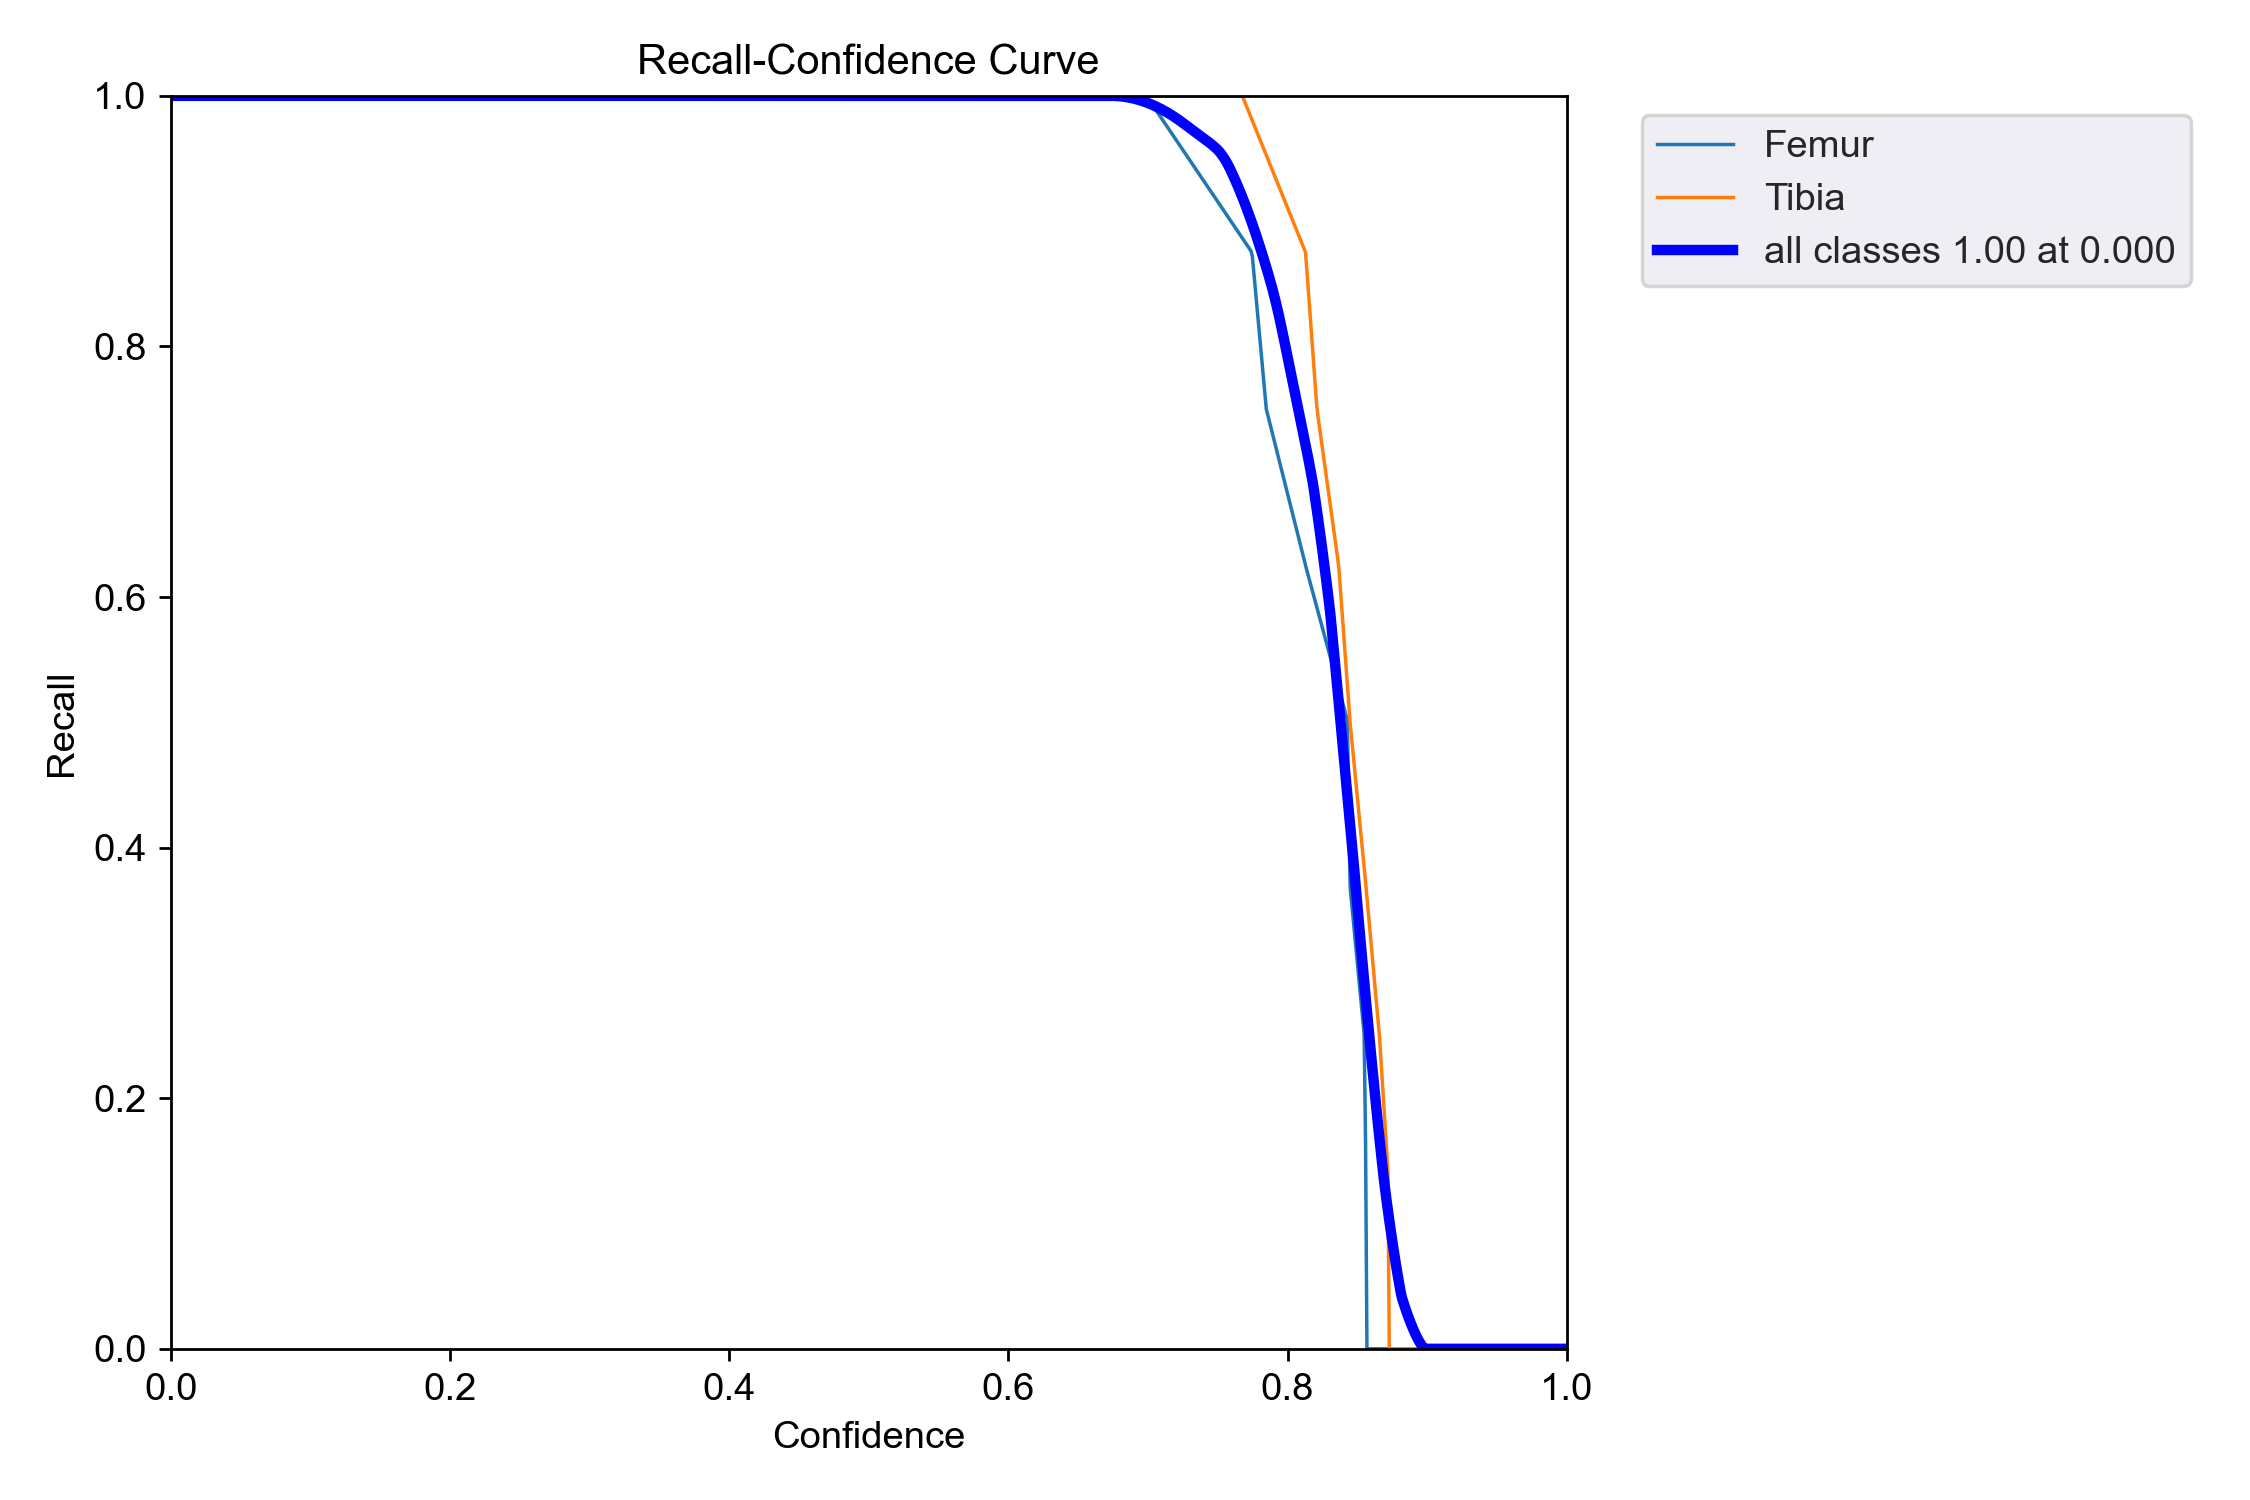 Recall-Confidence Curve
1.0
0.8
0.6
0.4
0.2
0.0
Recall
0.0 0.2 0.4 0.6 0.8 1.0
Confidence
Femur
Tibia
all classes 1.00 at 0.000